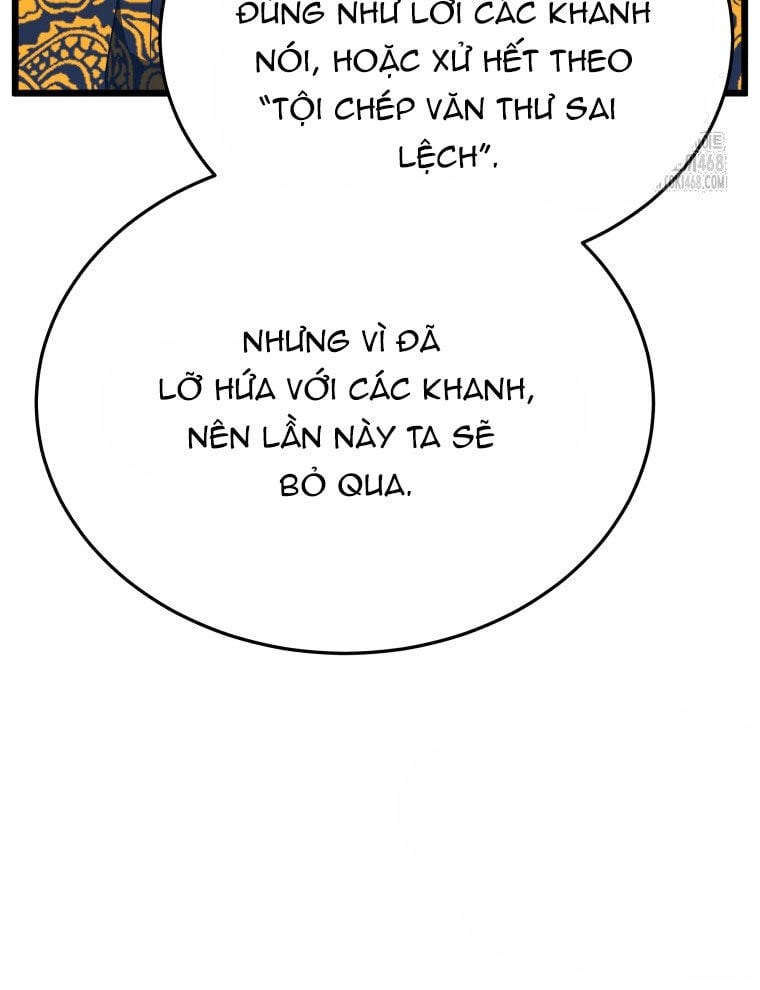 ĐÚNG NHƯ LỜI CÁC KHANH
NÓI, HOẶC XỬ HẾT THEO
“TỘI CHÉP VĂN THƯ SAI
LỆCH”.
NHƯNG VÌ ĐÃ
LỠ HỨA VỚI CÁC KHANH,
NÊN LẦN NÀY TA SẼ
BỎ QUA.